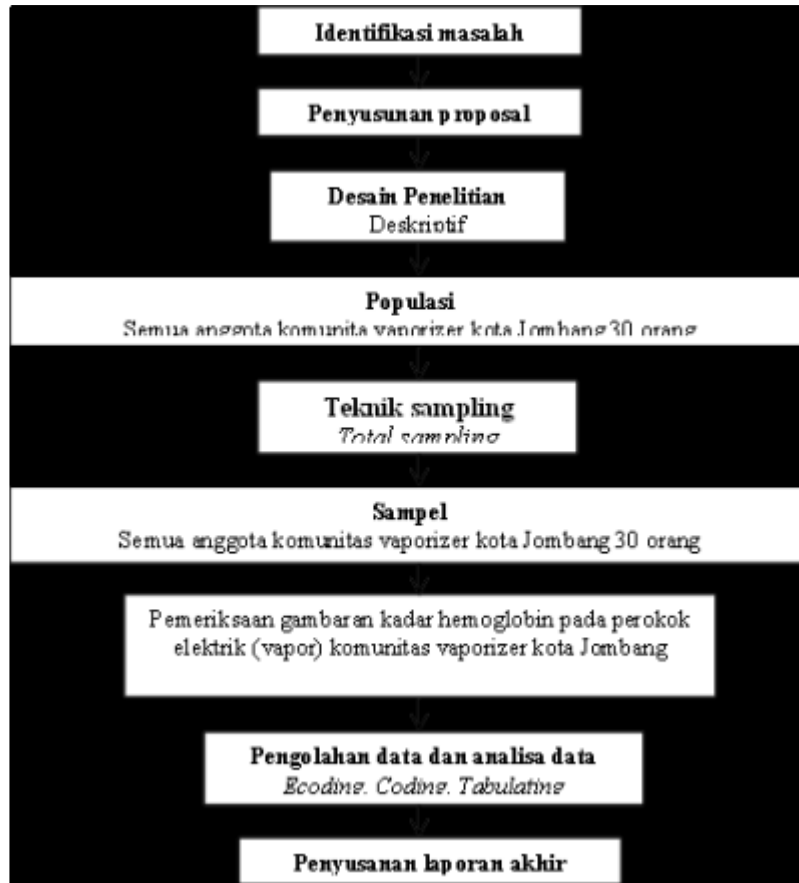 Identifikasi masalah
Penyusunan proposal
Desain Penelitian
Deskriptif
Populasi
Semua anggota komunita vaporizer kota Jombang 30 orang
Teknik sampling
Total sampling
Sampel
Semua anggota komunitas vaporizer kota Jombang 30 orang
Pemeriksaan gambaran kadar hemoglobin pada perokok
elektrik (vapor) komunitas vaporizer kota Jombang
Pengolahan data dan analisa data
Ecoding, Coding, Tabulating
Penyusanan laporan akhir